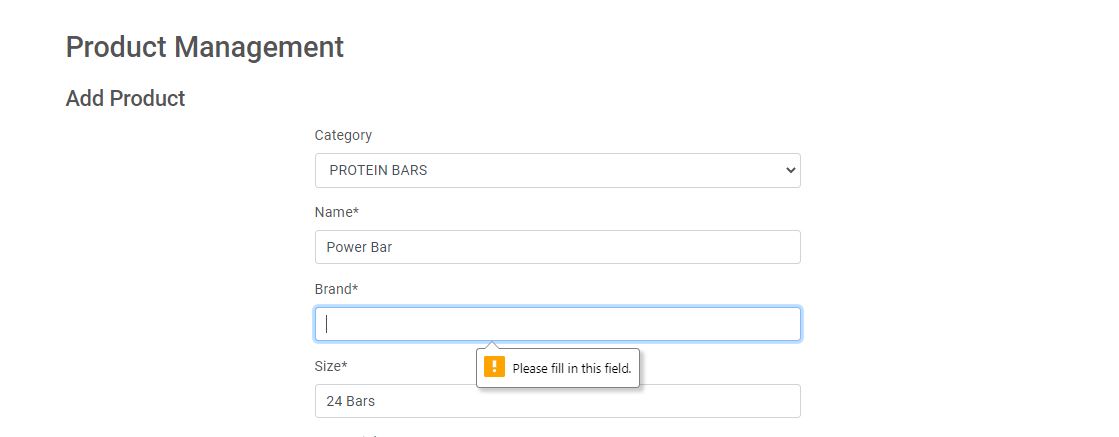 Product Management
Add Product
Category
PROTEIN BARS
Name*
Power Bar
Brand*
Please fill in this field.
Size*
24 Bars